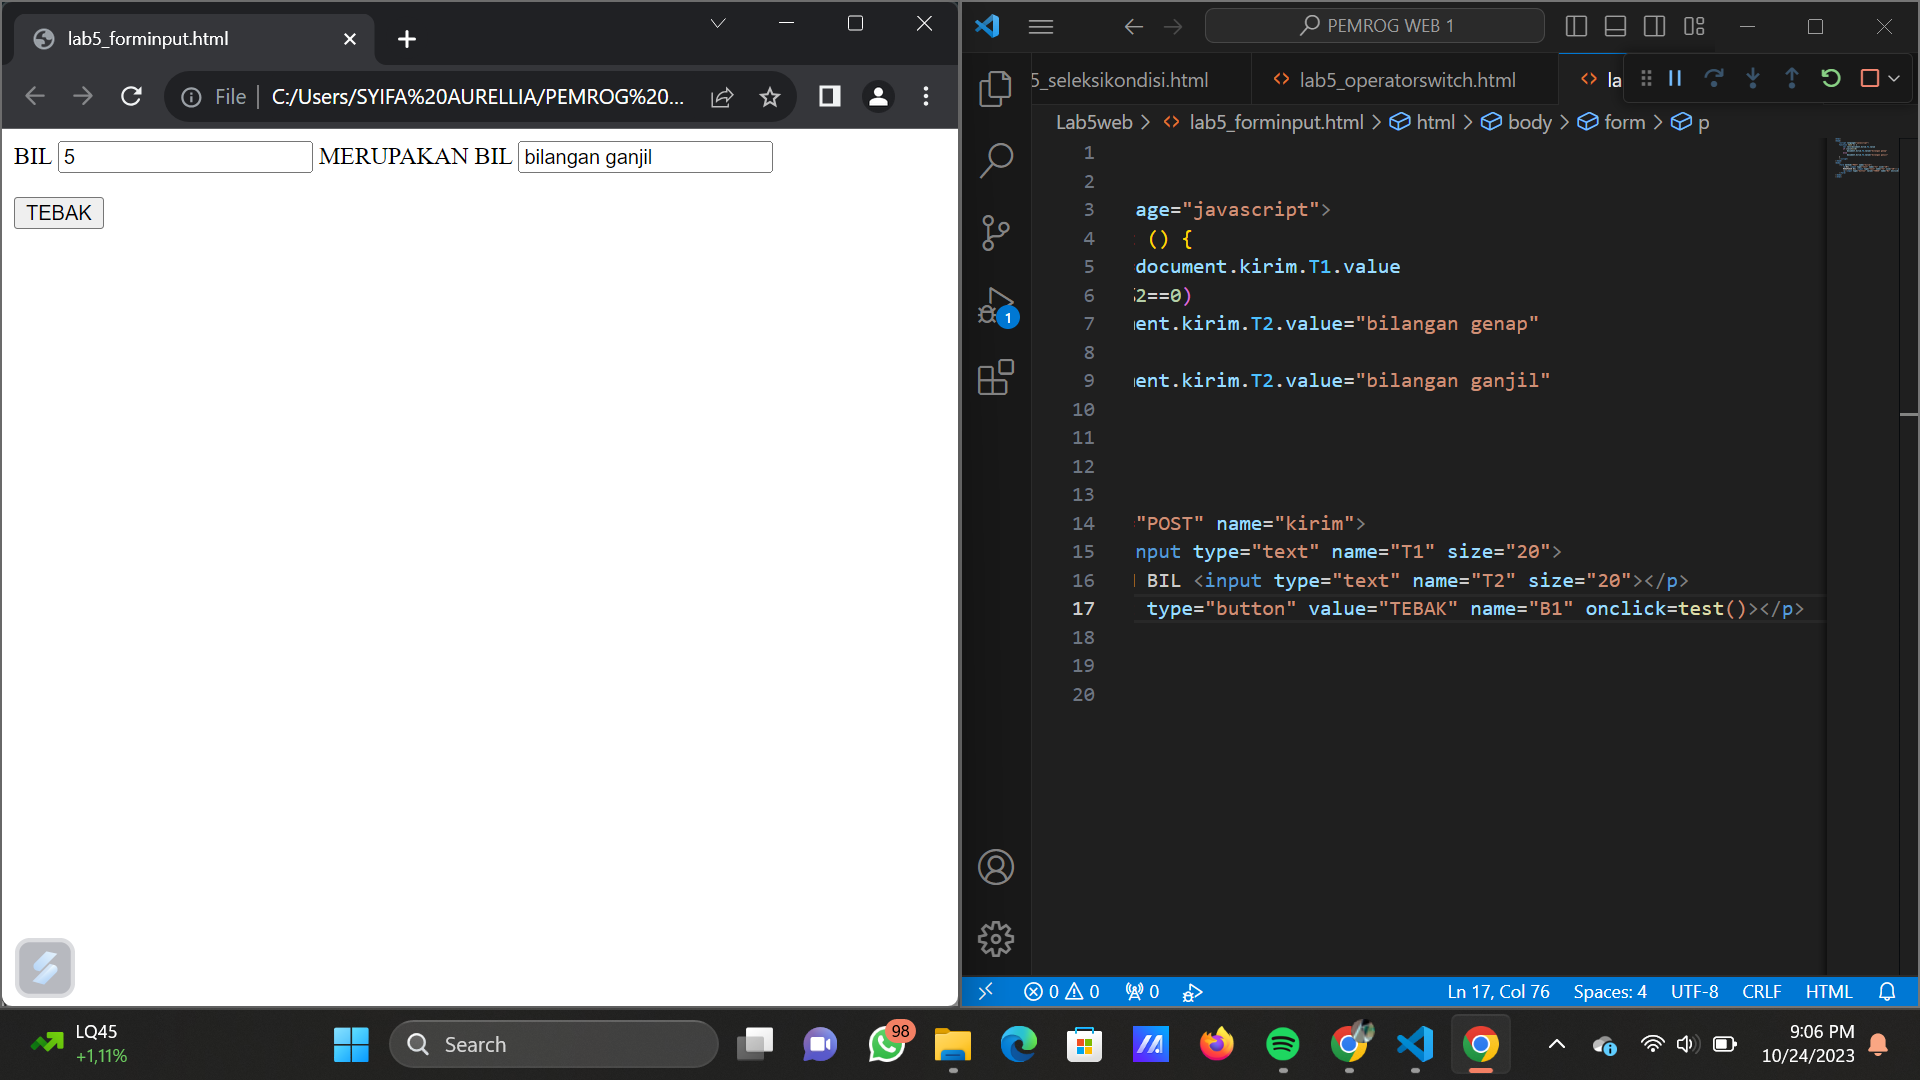 lab5_forminput.html
File
C:/Users/SYIFA%20AURELLIA/PEMROG%20...
BIL 5 MERUPAKAN BIL bilangan ganjil
TEBAK
PEMROG WEB 1
5_seleksikondisi.html
lab5_operatorswitch.html
la
Lab5web > lab5_forminput.html > html > body > form > p
1
2
3 age="javascript">
4 () {
5 document.kirim.T1.value
6 2==0)
7 ent.kirim.T2.value="bilangan genap"
8
9 ent.kirim.T2.value="bilangan ganjil"
10
11
12
13
14 "POST" name="kirim">
15 nput type="text" name="T1" size="20">
16 BIL <input type="text" name="T2" size="20"></p>
17 type="button" value="TEBAK" name="B1" onclick=test()></p>
18
19
20
1
0 0 0
Ln 17, Col 76 Spaces: 4 UTF-8 CRLF HTML
LQ45
+1,11%
Search
98
9:06 PM
10/24/2023